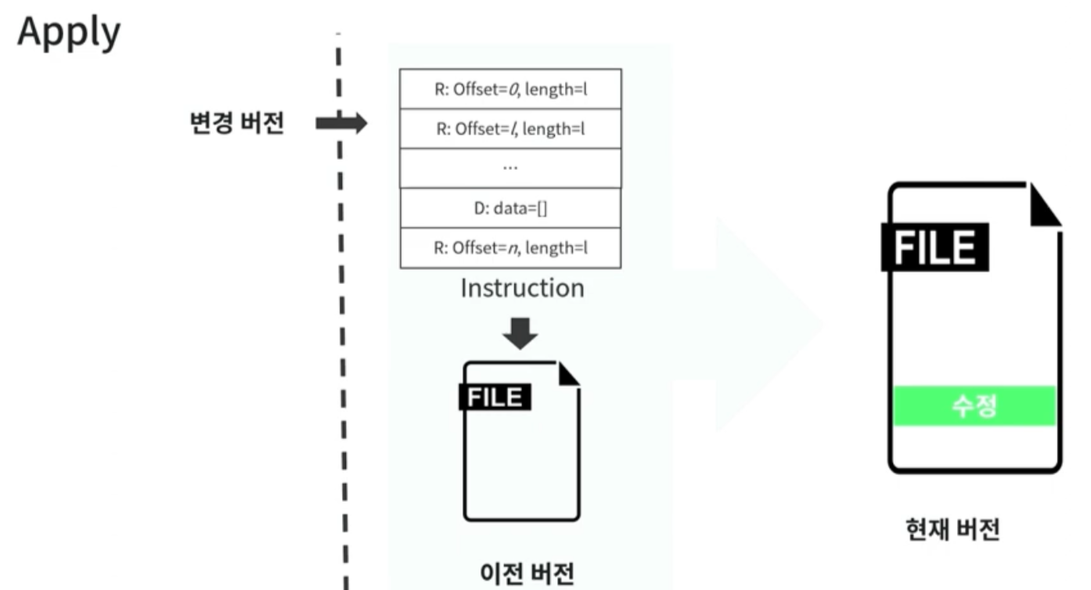 Apply
변경 버전
R: Offset=0, length=l
R: Offset=l, length=l
...
D: data=[]
R: Offset=n, length=l
Instruction
FILE
이전 버전
FILE
수정
현재 버전